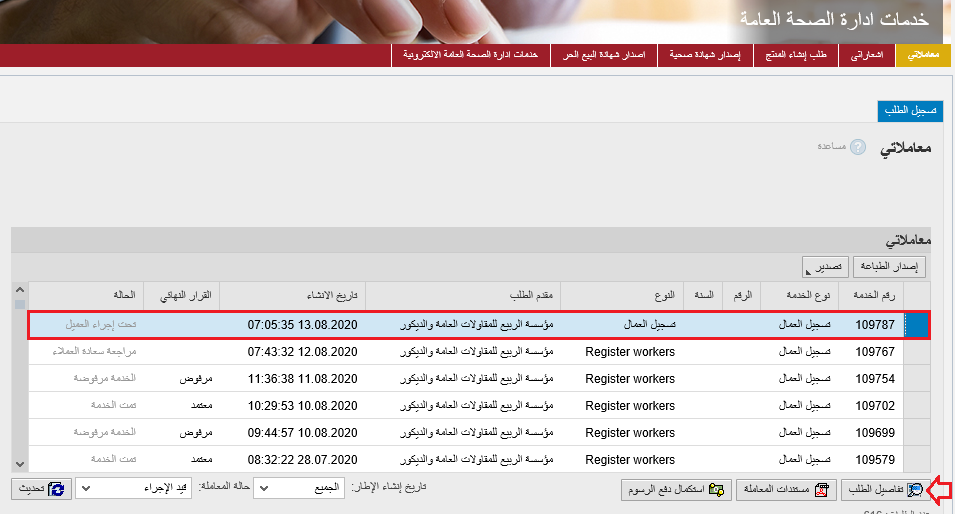 خدمات ادارة الصحة العامة
معاملاتي اشعاراتى طلب إنشاء المنتج إصدار شهادة صحية اصدار شهادة البيع الحر خدمات ادارة الصحة العامة الالكترونية
تسجيل الطلب
معاملاتي مساعدة
معاملاتي
إصدار الطباعة تصدير
رقم الخدمة نوع الخدمة الرقم السنة النوع مقدم الطلب تاريخ الانشاء القرار النهائي الحالة
109787 تسجيل العمال تسجيل العمال مؤسسة الربيع للمقاولات العامة والديكور 07:05:35 13.08.2020 تحت إجراء العميل
109767 تسجيل العمال Register workers مؤسسة الربيع للمقاولات العامة والديكور 07:43:32 12.08.2020 مراجعة سعادة العملاء
109754 تسجيل العمال Register workers مؤسسة الربيع للمقاولات العامة والديكور 11:36:38 11.08.2020 مرفوض الخدمة مرفوضة
109702 تسجيل العمال Register workers مؤسسة الربيع للمقاولات العامة والديكور 10:29:53 10.08.2020 معتمد تمت الخدمة
109699 تسجيل العمال Register workers مؤسسة الربيع للمقاولات العامة والديكور 09:44:57 10.08.2020 مرفوض الخدمة مرفوضة
109579 تسجيل العمال Register workers مؤسسة الربيع للمقاولات العامة والديكور 08:32:22 28.07.2020 معتمد تمت الخدمة
تفاصيل الطلب مستندات المعاملة استكمال دفع الرسوم تاريخ إنشاء الإطار: الجميع حالة المعاملة: قيد الإجراء تحديث